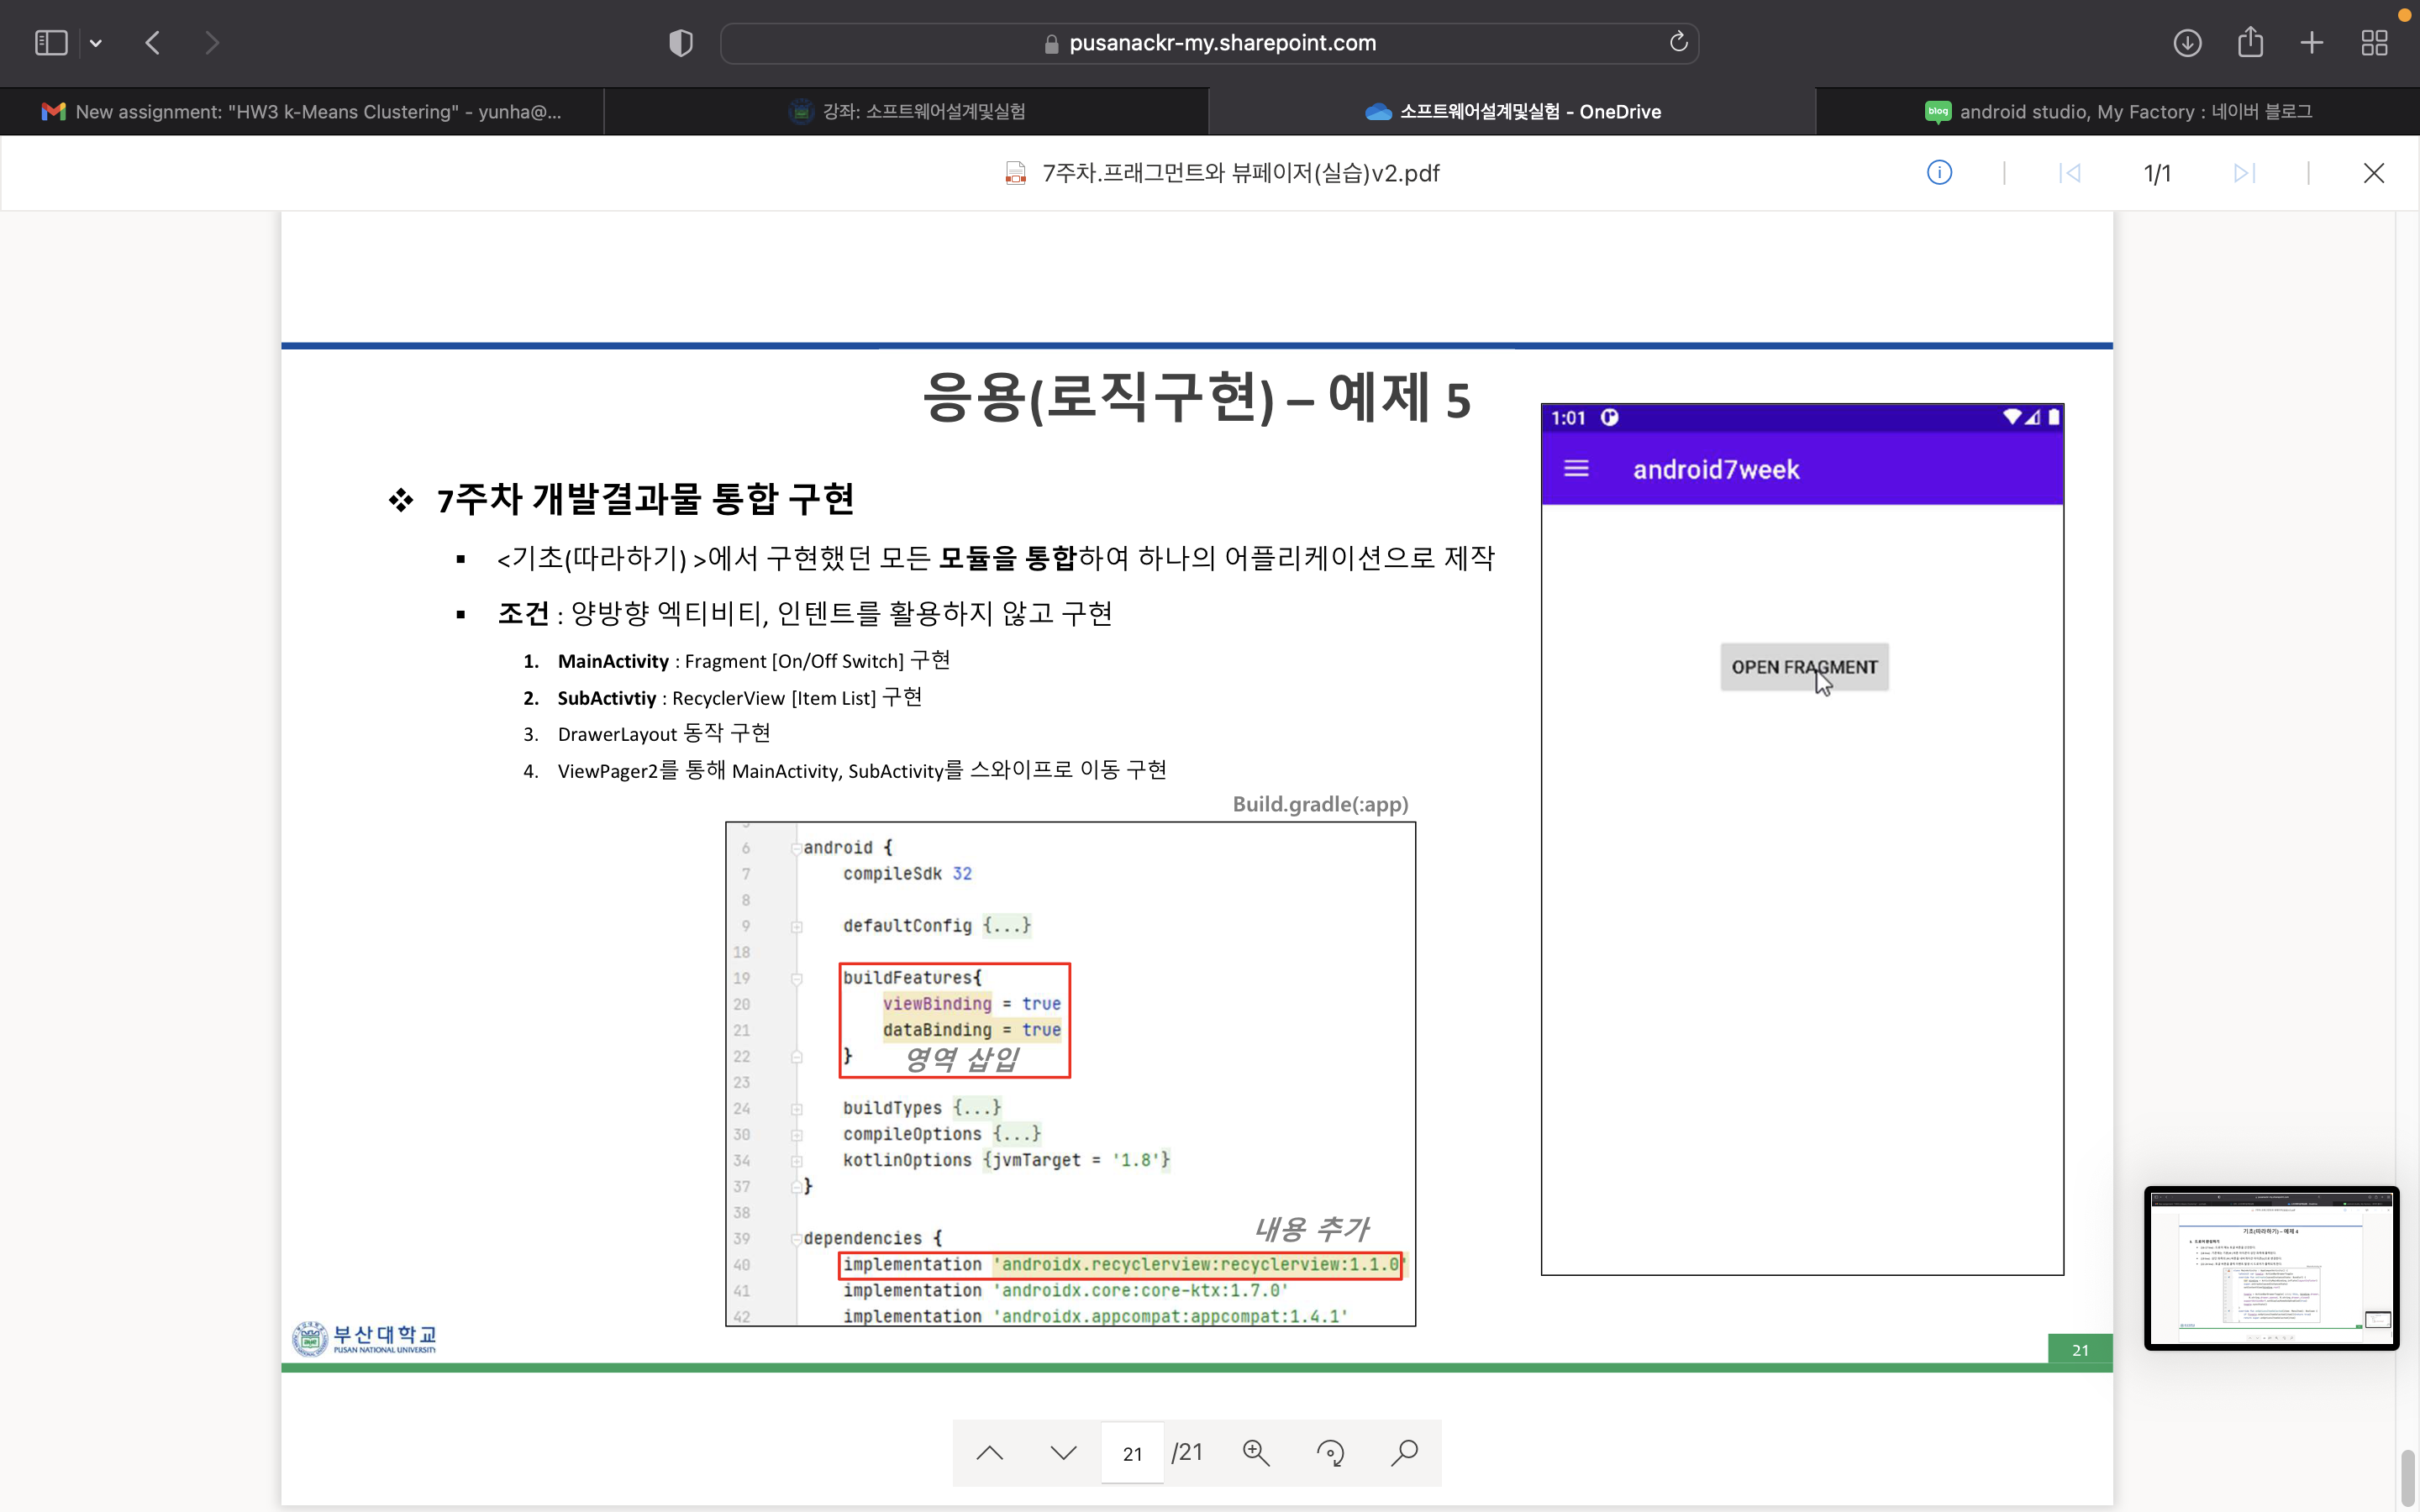 pusanackr-my.sharepoint.com
New assignment: "HW3 k-Means Clustering" - yunha@...
강좌: 소프트웨어설계및실험
소프트웨어설계및실험 - OneDrive
blog
android studio, My Factory : 네이버 블로그
7주차.프래그먼트와 뷰페이저(실습)v2.pdf
1/1
응용(로직구현) – 예제 5
❖ 7주차 개발결과물 통합 구현
▪ <기초(따라하기) >에서 구현했던 모든 모듈을 통합하여 하나의 어플리케이션으로 제작
▪ 조건 : 양방향 엑티비티, 인텐트를 활용하지 않고 구현
1. MainActivity : Fragment [On/Off Switch] 구현
2. SubActivtiy : RecyclerView [Item List] 구현
3. DrawerLayout 동작 구현
4. ViewPager2를 통해 MainActivity, SubActivity를 스와이프로 이동 구현
Build.gradle(:app)
6 android {
7 compileSdk 32
8
9 defaultConfig {...}
18
19 buildFeatures{
20 viewBinding = true
21 dataBinding = true
22 } 영역 삽입
23
24 buildTypes {...}
30 compileOptions {...}
34 kotlinOptions {jvmTarget = '1.8'}
37 }
38
내용 추가
39 dependencies {
40 implementation 'androidx.recyclerview:recyclerview:1.1.0'
41 implementation 'androidx.core:core-ktx:1.7.0'
42 implementation 'androidx.appcompat:appcompat:1.4.1'
1:01
android7week
OPEN FRAGMENT
부산대학교
PUSAN NATIONAL UNIVERSITY
21
21 /21